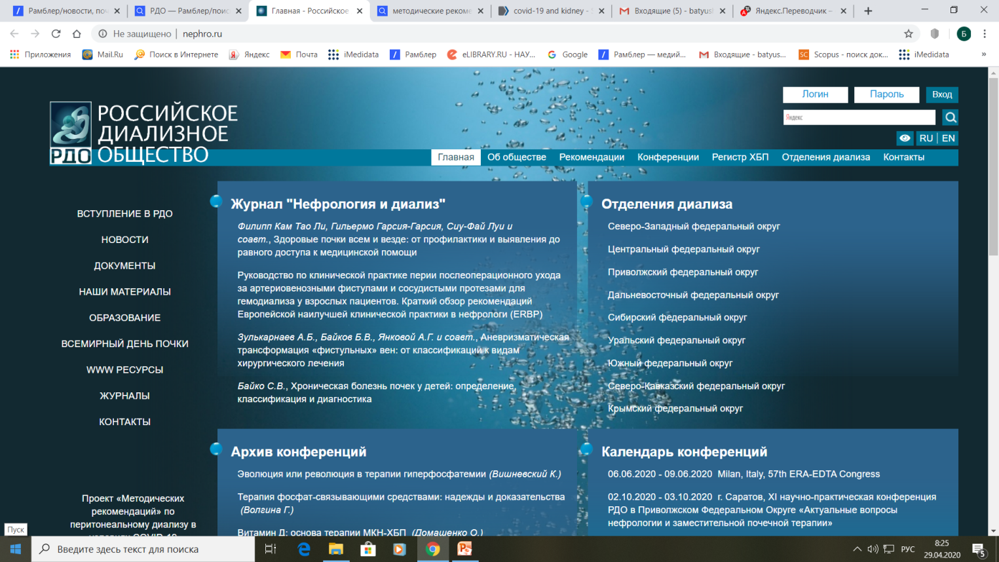 Рамблер/новости, поч
РДО — Рамблер/поис
Главная - Российское
методические рекоме
covid-19 and kidney -
Входящие (5) - batyus
Яндекс.Переводчик –
Не защищено | nephro.ru
Б
Приложения
Mail.Ru
Поиск в Интернете
Яндекс
Почта
iMedidata
Рамблер
eLIBRARY.RU - НАУ...
Google
Рамблер — медий...
Входящие - batyus...
Scopus - поиск док...
iMedidata
»
РОССИЙСКОЕ
ДИАЛИЗНОЕ
ОБЩЕСТВО
РДО
Логин
Пароль
Вход
Яндекс
RU | EN
Главная
Об обществе
Рекомендации
Конференции
Регистр ХБП
Отделения диализа
Контакты
ВСТУПЛЕНИЕ В РДО
НОВОСТИ
ДОКУМЕНТЫ
НАШИ МАТЕРИАЛЫ
ОБРАЗОВАНИЕ
ВСЕМИРНЫЙ ДЕНЬ ПОЧКИ
WWW РЕСУРСЫ
ЖУРНАЛЫ
КОНТАКТЫ
Проект «Методических
рекомендаций» по
перитонеальному диализу в
условиях COVID-19
Журнал "Нефрология и диализ"
Филипп Кам Тао Ли, Гильермо Гарсия-Гарсия, Сиу-Фай Луи и
соавт., Здоровые почки всем и везде: от профилактики и выявления до
равного доступа к медицинской помощи
Руководство по клинической практике пери послеоперационного ухода
за артериовенозными фистулами и сосудистыми протезами для
гемодиализа у взрослых пациентов. Краткий обзор рекомендаций
Европейской наилучшей клинической практики в нефрологи (ERBP)
Зулькарнаев А.Б., Байков Б.В., Янковой А.Г. и соавт., Аневризматическая
трансформация «фистульных» вен: от классификации к видам
хирургического лечения
Байко С.В., Хроническая болезнь почек у детей: определение,
классификация и диагностика
Отделения диализа
Северо-Западный федеральный округ
Центральный федеральный округ
Приволжский федеральный округ
Дальневосточный федеральный округ
Сибирский федеральный округ
Уральский федеральный округ
Южный федеральный округ
Северо-Кавказский федеральный округ
Крымский федеральный округ
Архив конференций
Эволюция или революция в терапии гиперфосфатемии (Вишневский К.)
Терапия фосфат-связывающими средствами: надежды и доказательства
(Волгина Г.)
Витамин Д: основа терапии МКН-ХБП (Домашенко О.)
Календарь конференций
06.06.2020 - 09.06.2020 Milan, Italy, 57th ERA-EDTA Congress
02.10.2020 - 03.10.2020 г. Саратов, XI научно-практическая конференция
РДО в Приволжском Федеральном Округе «Актуальные вопросы
нефрологии и заместительной почечной терапии»
Пуск
Введите здесь текст для поиска
РУС
8:25
29.04.2020
5